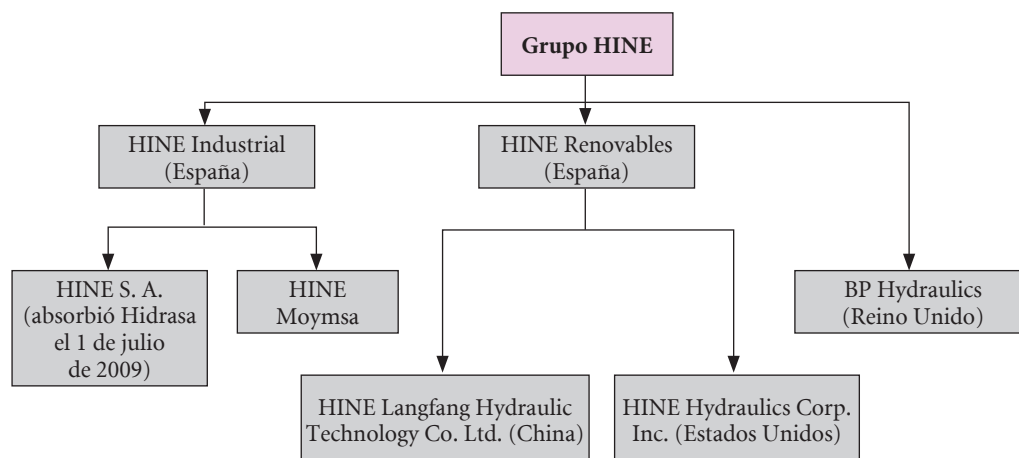 Grupo HINE
HINE Industrial
(España)
HINE Renovables
(España)
HINE S. A.
(absorbió Hidrasa
el 1 de julio
de 2009)
HINE
Moymsa
BP Hydraulics
(Reino Unido)
HINE Langfang Hydraulic
Technology Co. Ltd. (China)
HINE Hydraulics Corp.
Inc. (Estados Unidos)